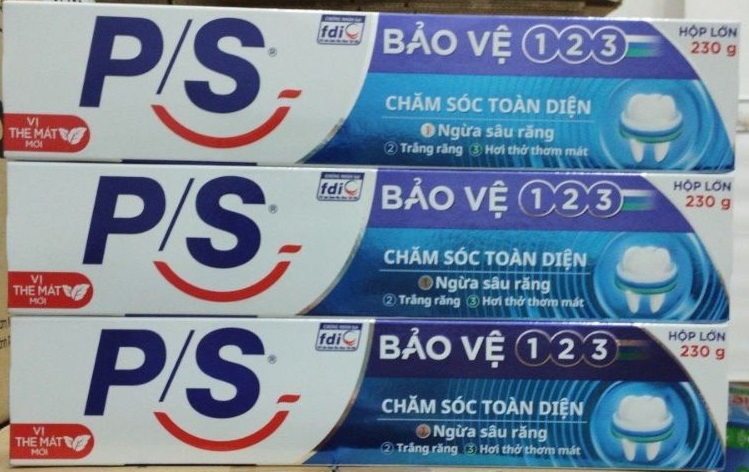 P/S
fdi
BẢO VỆ 1 2 3
HỘP LỚN
230 g
CHĂM SÓC TOÀN DIỆN
1 Ngừa sâu răng
2 Trắng răng 3 Hơi thở thơm mát
VỊ
THE MÁT
MỚI
P/S
fdi
BẢO VỆ 1 2 3
HỘP LỚN
230 g
CHĂM SÓC TOÀN DIỆN
1 Ngừa sâu răng
2 Trắng răng 3 Hơi thở thơm mát
VỊ
THE MÁT
MỚI
P/S
fdi
BẢO VỆ 1 2 3
HỘP LỚN
230 g
CHĂM SÓC TOÀN DIỆN
1 Ngừa sâu răng
2 Trắng răng 3 Hơi thở thơm mát
VỊ
THE MÁT
MỚI